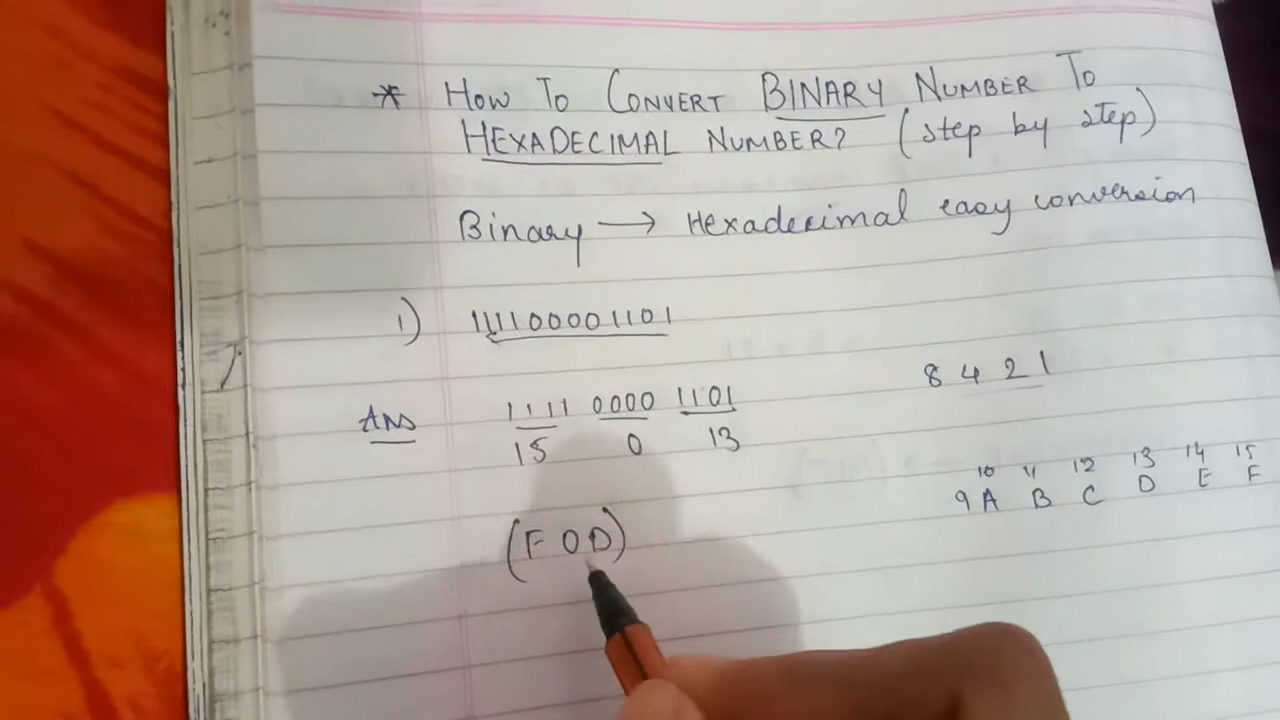 * HOW TO CONVERT BINARY NUMBER TO
HEXADECIMAL NUMBER? (step by step)
Binary → Hexadecimal easy conversion
1) 111100001101
8 4 2 1
Ans 1111 0000 1101
15 0 13
10 11 12 13 14 15
9 A B C D E F
(F0D)